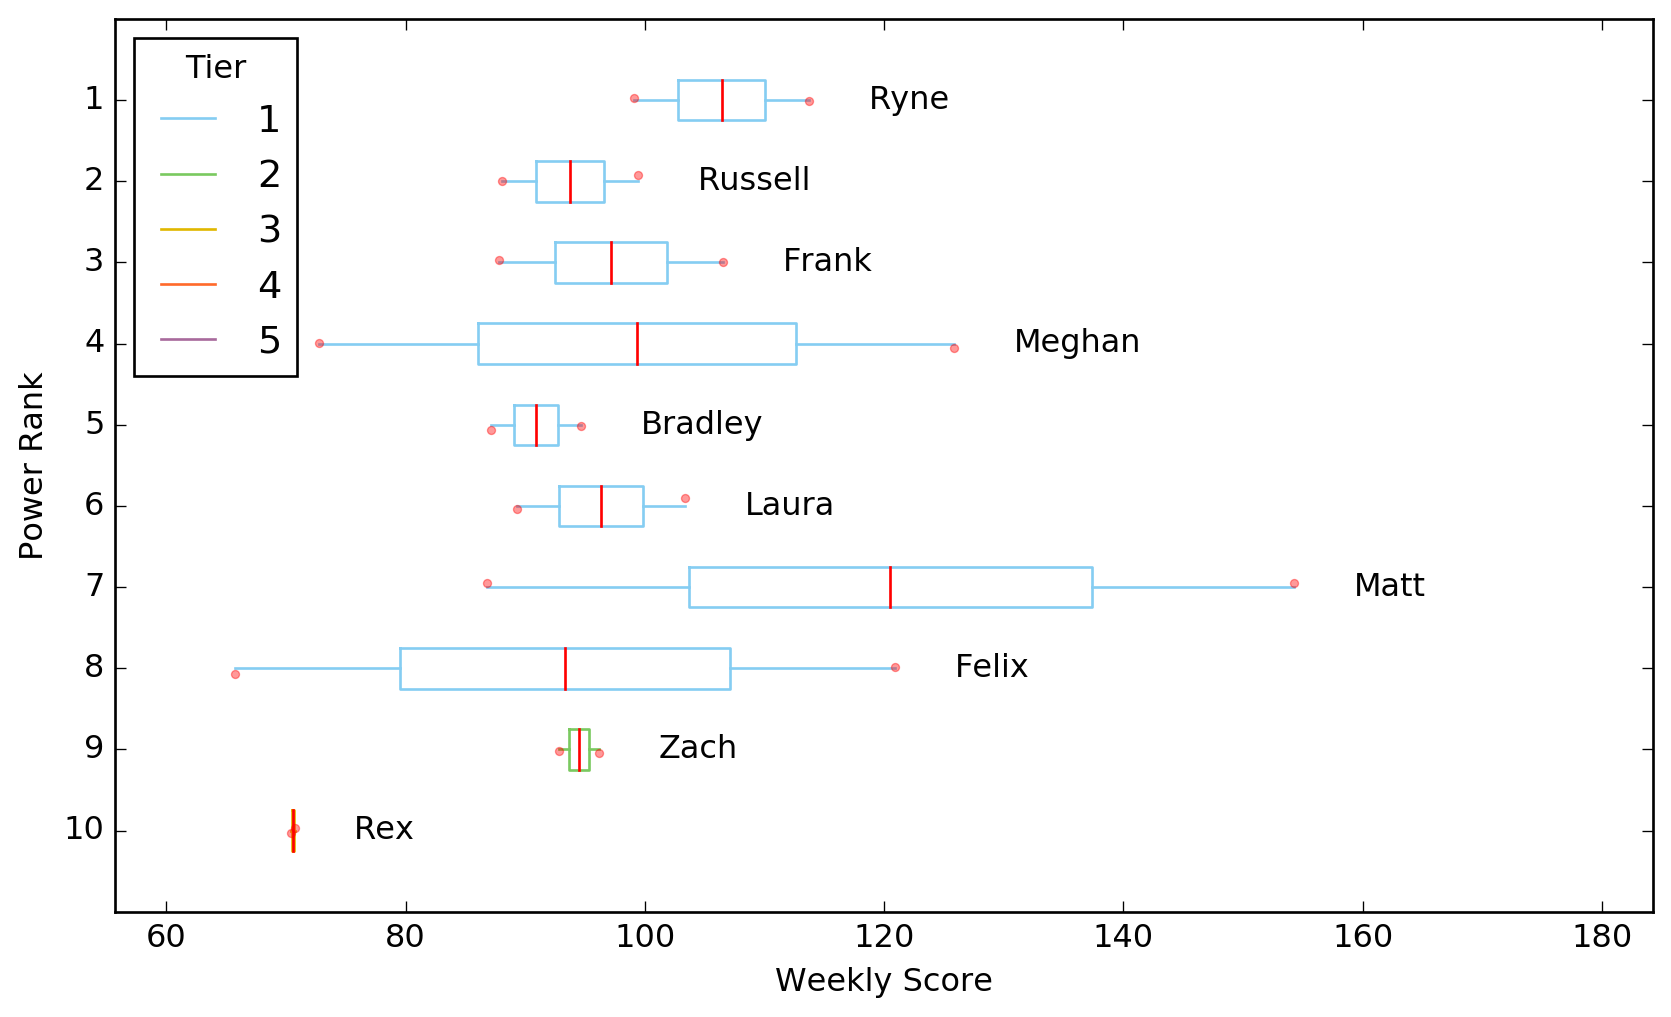 Tier
1
2
3
4
5
Power Rank
1 Ryne
2 Russell
3 Frank
4 Meghan
5 Bradley
6 Laura
7 Matt
8 Felix
9 Zach
10 Rex
60 80 100 120 140 160 180
Weekly Score